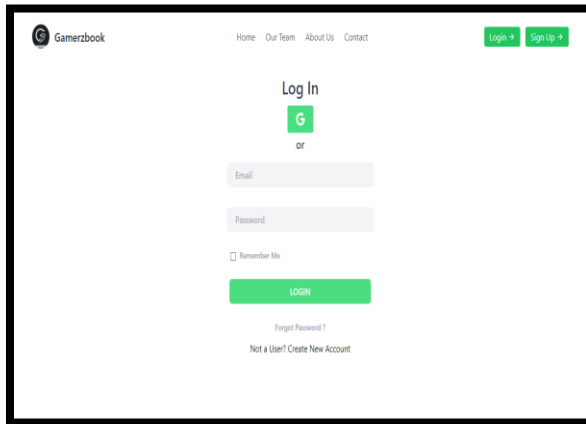 Gamerzbook Home Our Team About Us Contact Login → Sign Up →
Log In
G
or
Email
Password
Remember Me
LOGIN
Forgot Password ?
Not a User? Create New Account